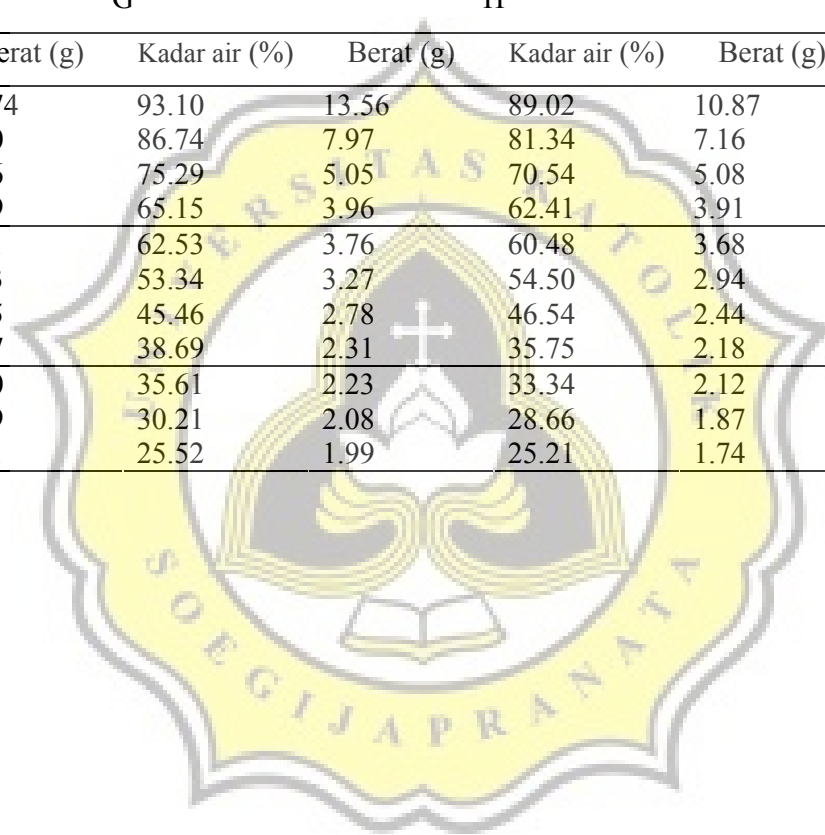 G H
erat (g) Kadar air (%) Berat (g) Kadar air (%) Berat (g)
74 93.10 13.56 89.02 10.87
86.74 7.97 81.34 7.16
75.29 5.05 70.54 5.08
65.15 3.96 62.41 3.91
62.53 3.76 60.48 3.68
53.34 3.27 54.50 2.94
45.46 2.78 46.54 2.44
38.69 2.31 35.75 2.18
35.61 2.23 33.34 2.12
30.21 2.08 28.66 1.87
25.52 1.99 25.21 1.74
UNIVERSITAS KATOLIK
SOEGIJAPRANATA